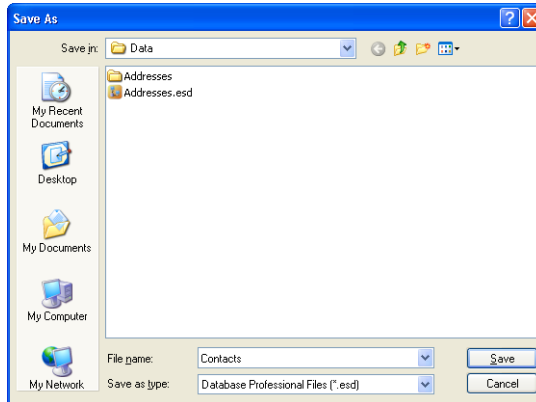 Save As
Save in: Data
Addresses
Addresses.esd
My Recent
Documents
Desktop
My Documents
My Computer
My Network
File name: Contacts Save
Save as type: Database Professional Files (*.esd) Cancel